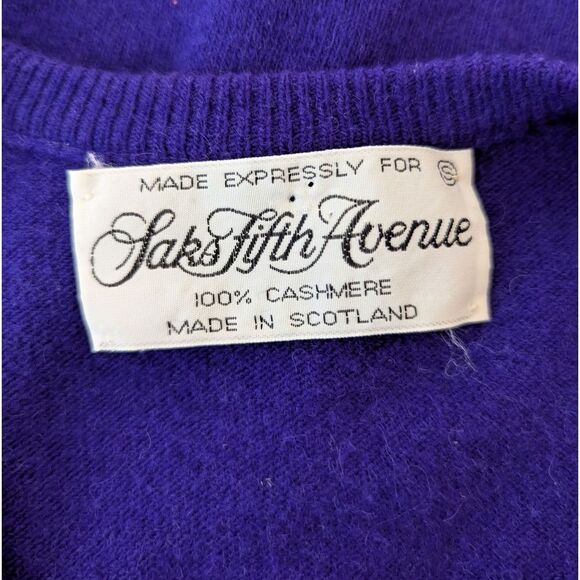 MADE EXPRESSLY FOR Ⓢ
Saks Fifth Avenue
100% CASHMERE
MADE IN SCOTLAND